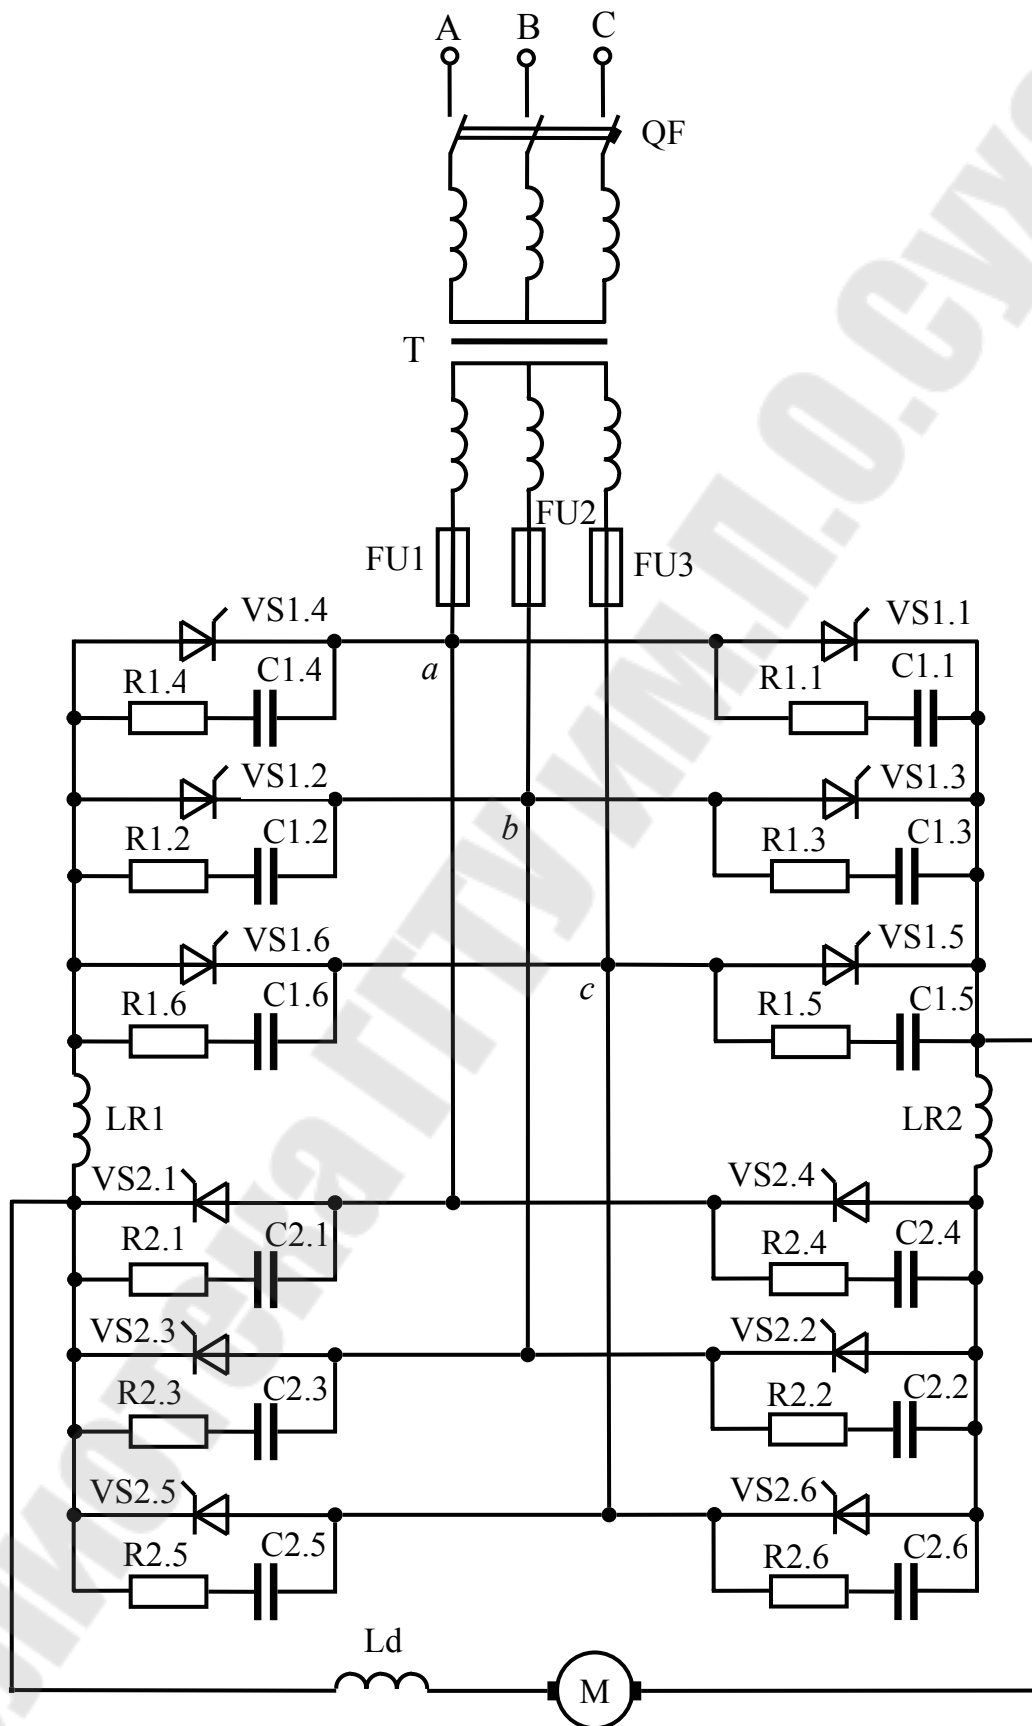 A B C
QF
T
FU2
FU1 FU3
VS1.4 VS1.1
a
R1.4 C1.4 R1.1 C1.1
VS1.2 VS1.3
b
R1.2 C1.2 R1.3 C1.3
VS1.6 VS1.5
c
R1.6 C1.6 R1.5 C1.5
LR1 LR2
VS2.1 VS2.4
R2.1 C2.1 R2.4 C2.4
VS2.3 VS2.2
R2.3 C2.3 R2.2 C2.2
VS2.5 VS2.6
R2.5 C2.5 R2.6 C2.6
Ld
M
ГГТУ им.П.О.Сухо